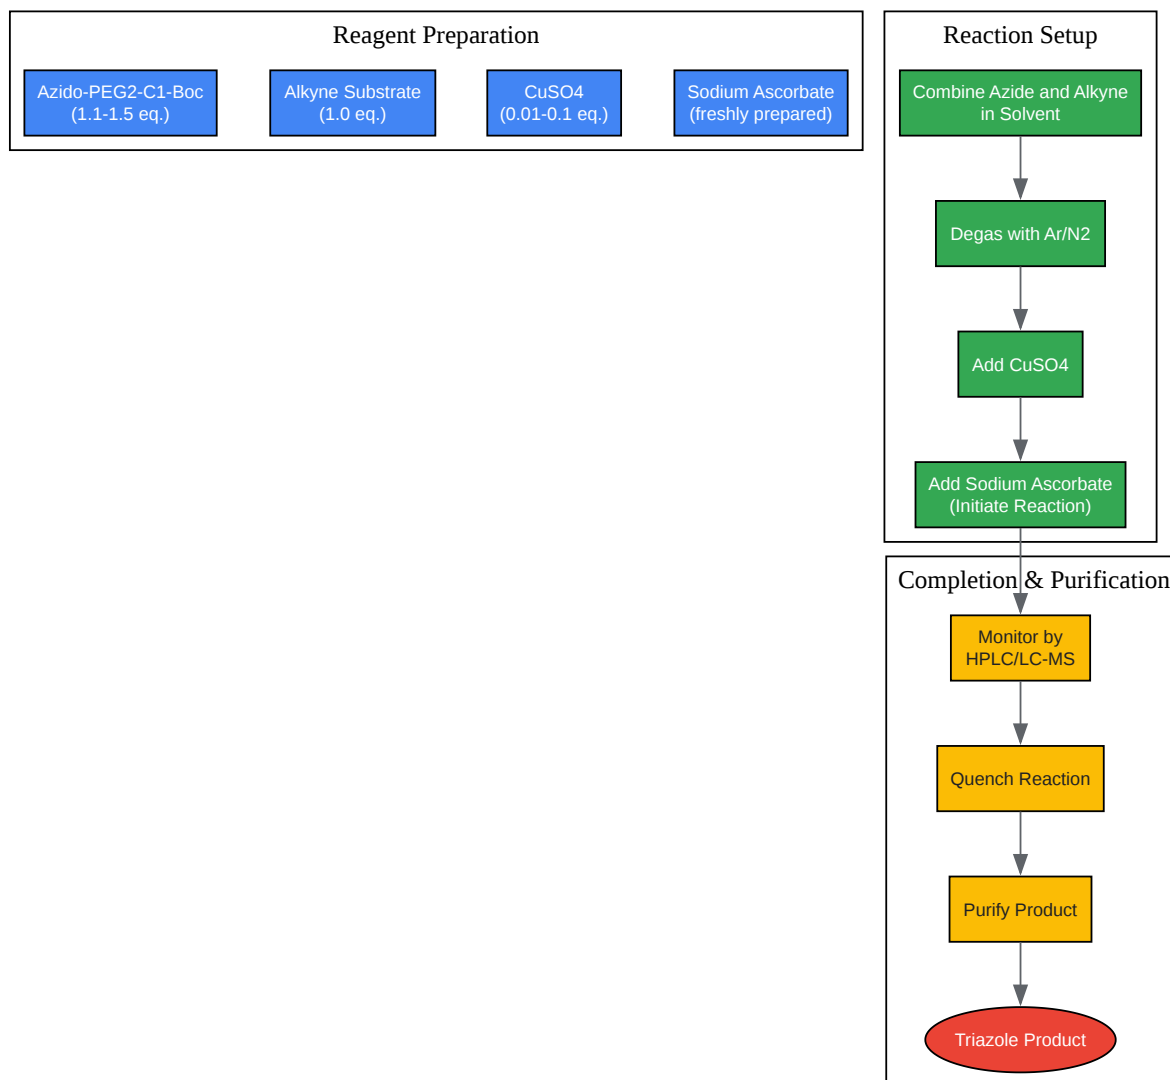 Reagent Preparation
Azido-PEG2-C1-Boc
(1.1-1.5 eq.)
Alkyne Substrate
(1.0 eq.)
CuSO4
(0.01-0.1 eq.)
Sodium Ascorbate
(freshly prepared)
Reaction Setup
Combine Azide and Alkyne
in Solvent
Degas with Ar/N2
Add CuSO4
Add Sodium Ascorbate
(Initiate Reaction)
Completion & Purification
Monitor by
HPLC/LC-MS
Quench Reaction
Purify Product
Triazole Product